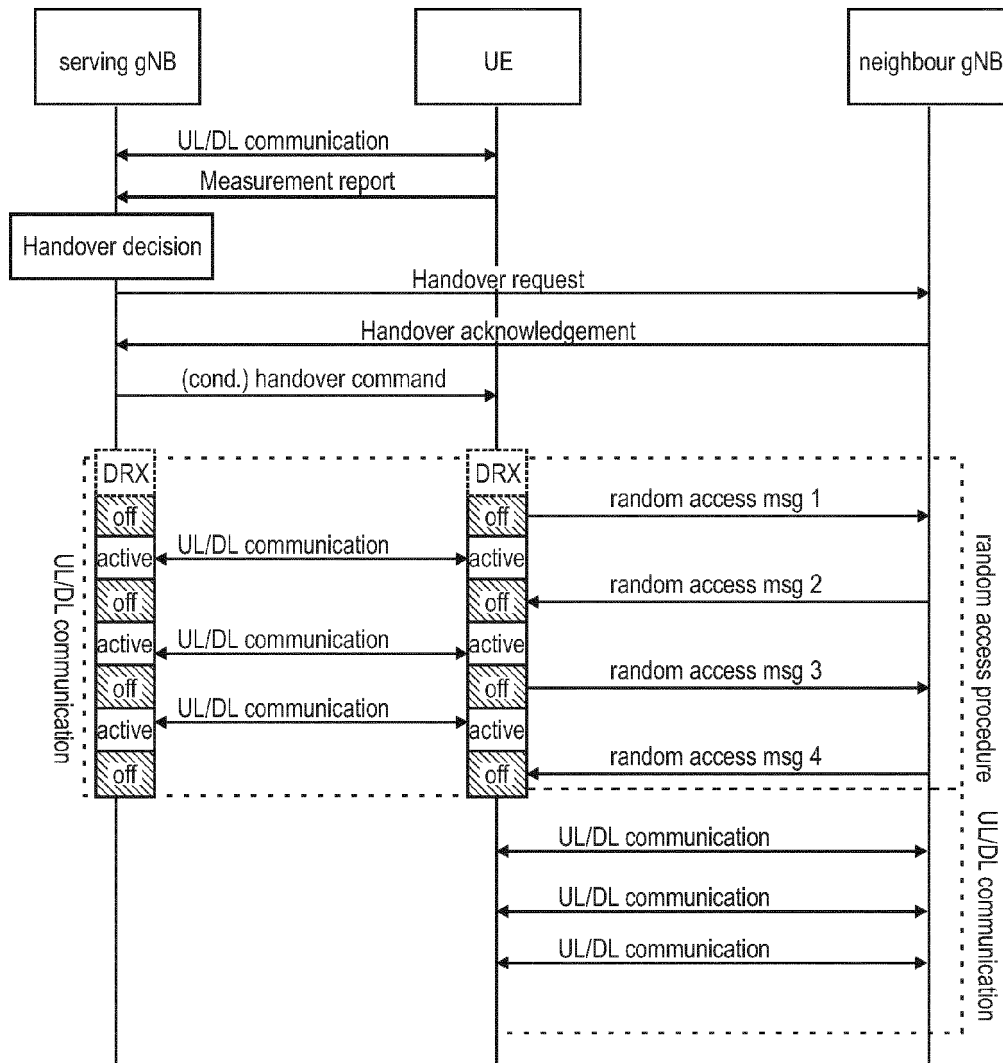 serving gNB
UE
neighbour gNB
UL/DL communication
Measurement report
Handover decision
Handover request
Handover acknowledgement
(cond.) handover command
DRX
DRX
off
off
random access msg 1
active
UL/DL communication
active
off
off
random access msg 2
active
UL/DL communication
active
off
off
random access msg 3
active
UL/DL communication
active
off
off
random access msg 4
UL/DL communication
random access procedure
UL/DL communication
UL/DL communication
UL/DL communication
UL/DL communication